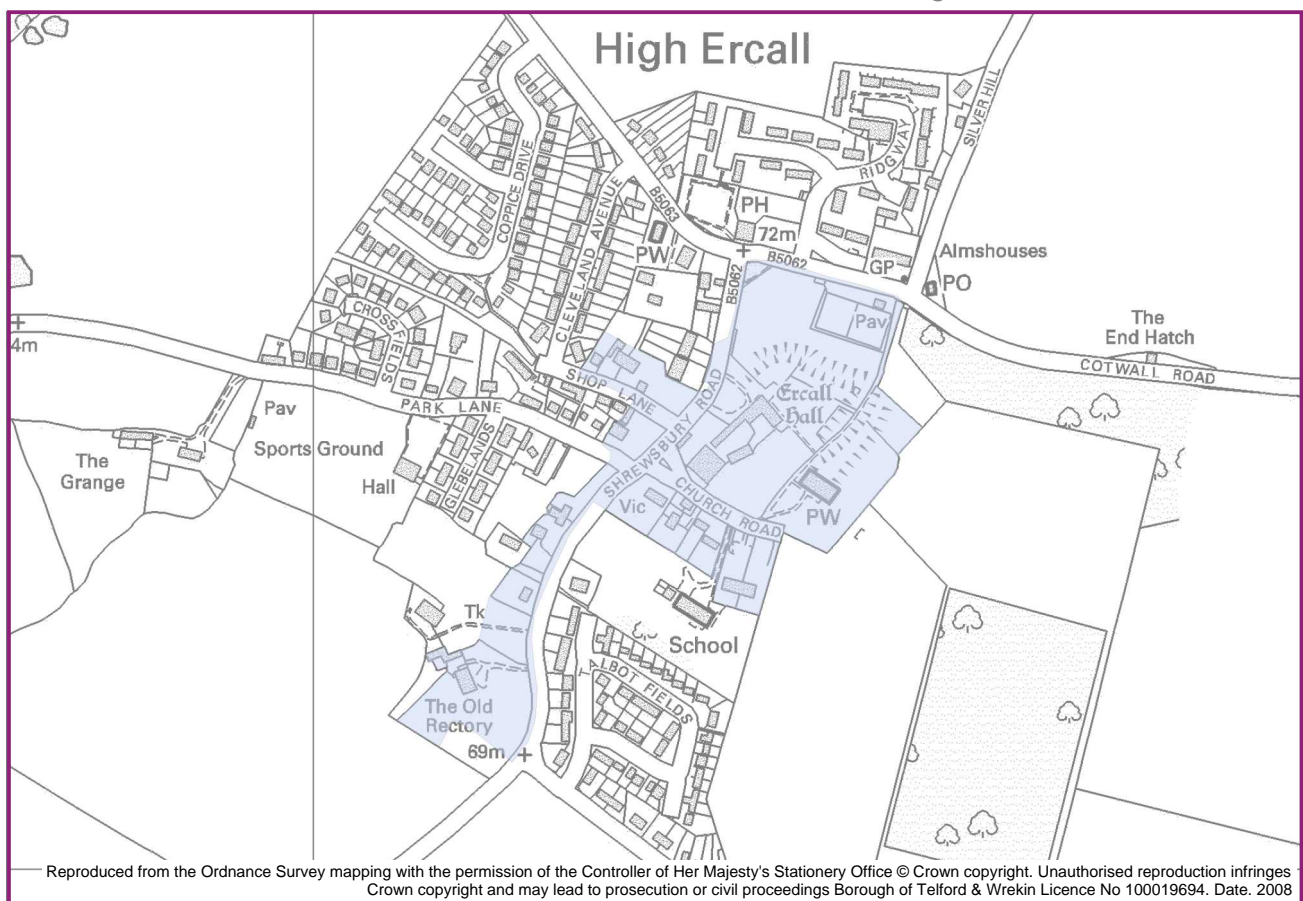 High Ercall
SILVER HILL
COPPICE DRIVE
RIDGWAY
CLEVELAND AVENUE
B5063
PH
PW
72m
B5062
B5062
GP
Almshouses
PO
Pav
The
End Hatch
COTWALL ROAD
CROSS FIELDS
4m
SHOP LANE
PARK LANE
SHREWSBURY ROAD
Ercall
Hall
Pav
Sports Ground
The
Grange
Hall
GLEBELANDS
Vic
CHURCH ROAD
PW
Tk
School
TALBOT FIELDS
The Old
Rectory
69m
Reproduced from the Ordnance Survey mapping with the permission of the Controller of Her Majesty's Stationery Office © Crown copyright. Unauthorised reproduction infringes
Crown copyright and may lead to prosecution or civil proceedings Borough of Telford & Wrekin Licence No 100019694. Date. 2008